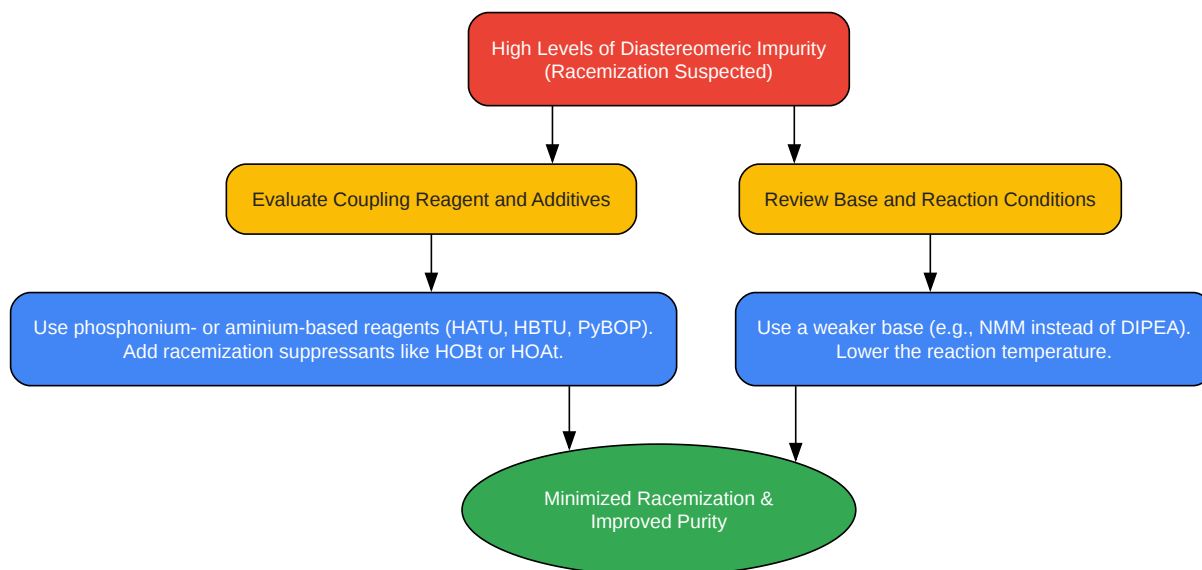 High Levels of Diastereomeric Impurity
(Racemization Suspected)
Evaluate Coupling Reagent and Additives
Review Base and Reaction Conditions
Use phosphonium- or aminium-based reagents (HATU, HBTU, PyBOP).
Add racemization suppressants like HOBt or HOAt.
Use a weaker base (e.g., NMM instead of DIPEA).
Lower the reaction temperature.
Minimized Racemization &
Improved Purity